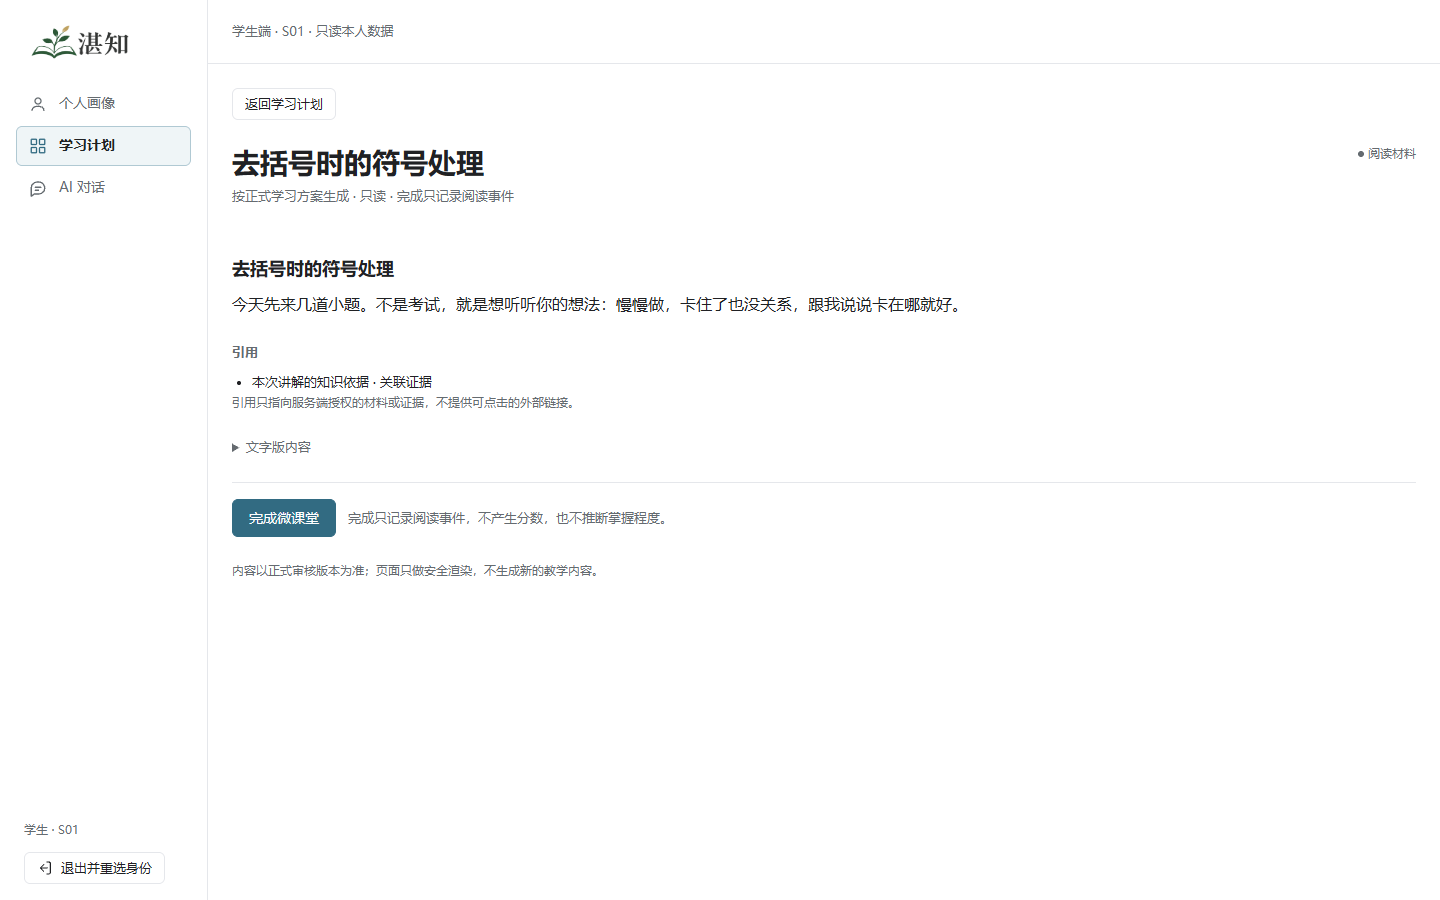 湛知
个人画像
学习计划
AI 对话
学生 · S01
退出并重选身份
学生端 · S01 · 只读本人数据
返回学习计划
去括号时的符号处理
阅读材料
按正式学习方案生成 · 只读 · 完成只记录阅读事件
去括号时的符号处理
今天先来几道小题。不是考试，就是想听听你的想法：慢慢做，卡住了也没关系，跟我说说卡在哪就好。
引用
本次讲解的知识依据 · 关联证据
引用只指向服务端授权的材料或证据，不提供可点击的外部链接。
文字版内容
完成微课堂
完成只记录阅读事件，不产生分数，也不推断掌握程度。
内容以正式审核版本为准；页面只做安全渲染，不生成新的教学内容。